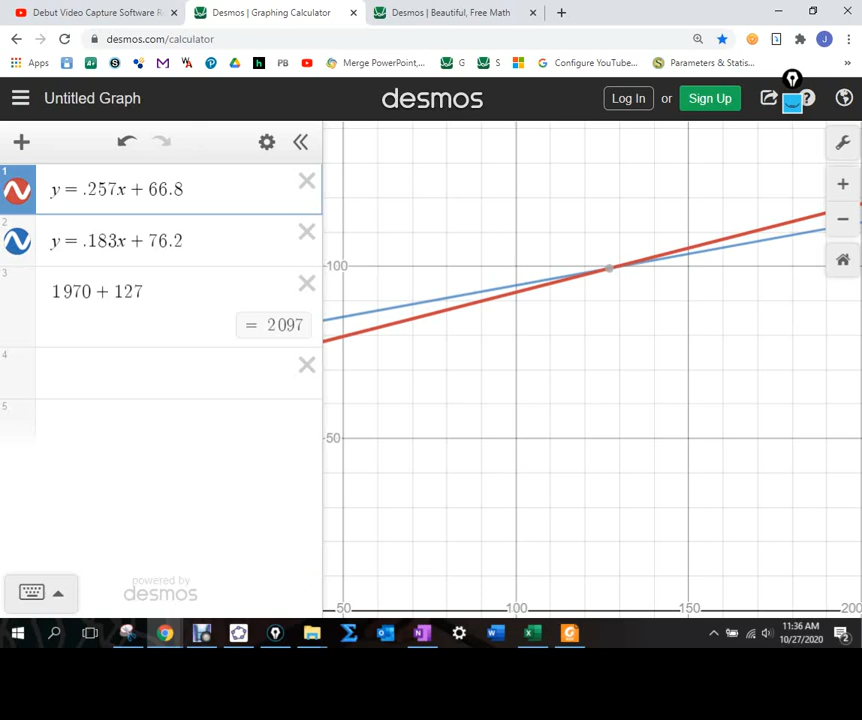 Debut Video Capture Software R
Desmos | Graphing Calculator
Desmos | Beautiful, Free Math
desmos.com/calculator
J
Apps
PB
Merge PowerPoint,...
G
S
Configure YouTube...
Parameters & Statis...
»
Untitled Graph
desmos
Log In or Sign Up
1
y = .257x + 66.8
2
y = .183x + 76.2
3
1970 + 127
= 2097
4
5
100
50
50
100
150
200
powered by
desmos
11:36 AM
10/27/2020
2